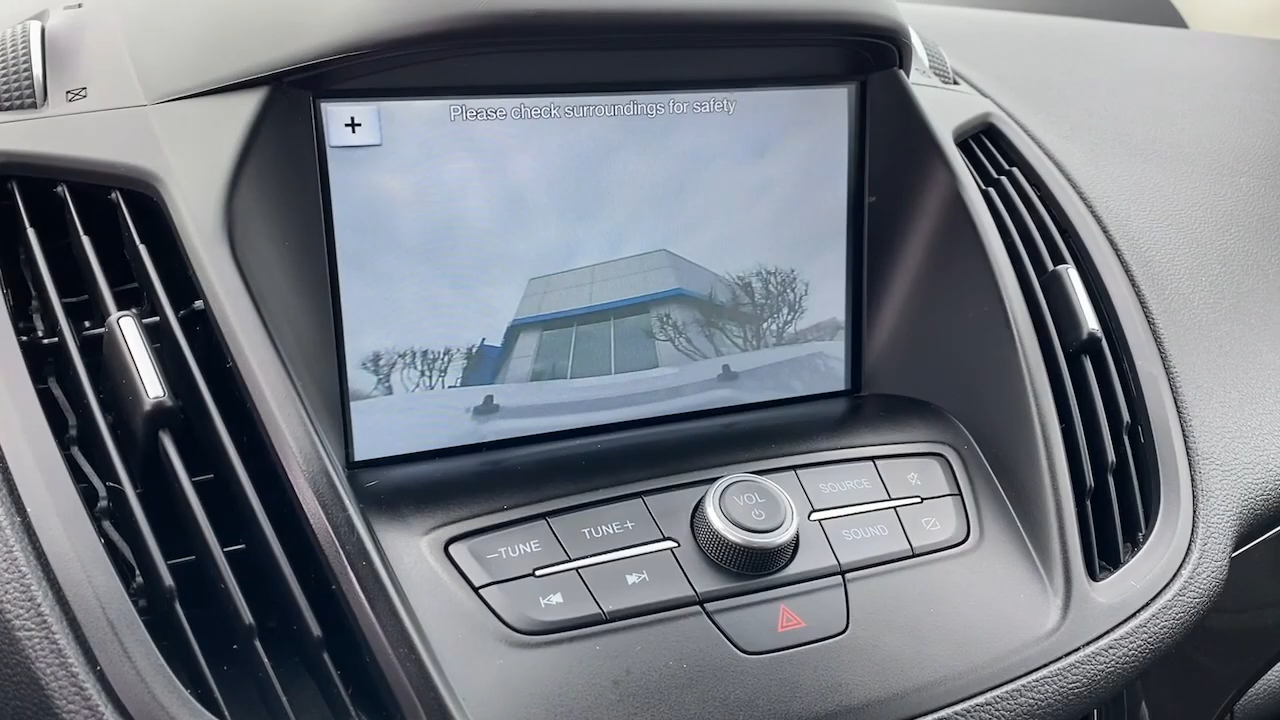 Please check surroundings for safety
+
VOL
SOURCE
–TUNE
TUNE+
SOUND